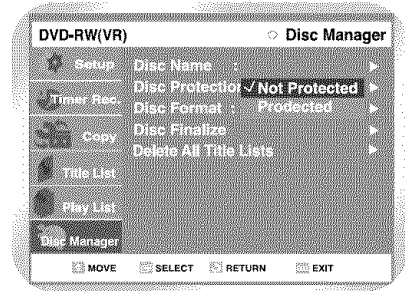 DVD-RW(VR) Disc Manager
Setup Disc Name :
Disc Protection ✓ Not Protected
Timer Rec. Disc Format : Prodected
Copy Disc Finalize
Delete All Title Lists
Title List
Play List
Disc Manager
MOVE SELECT RETURN EXIT